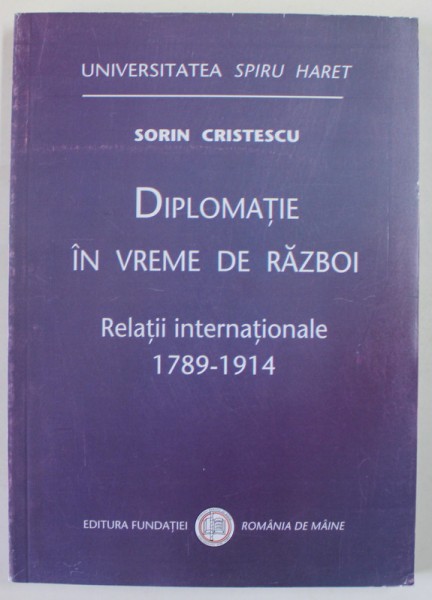 UNIVERSITATEA SPIRU HARET
SORIN CRISTESCU
DIPLOMAȚIE
ÎN VREME DE RĂZBOI
Relații internaționale
1789-1914
EDITURA FUNDAȚIEI ROMÂNIA DE MÂINE